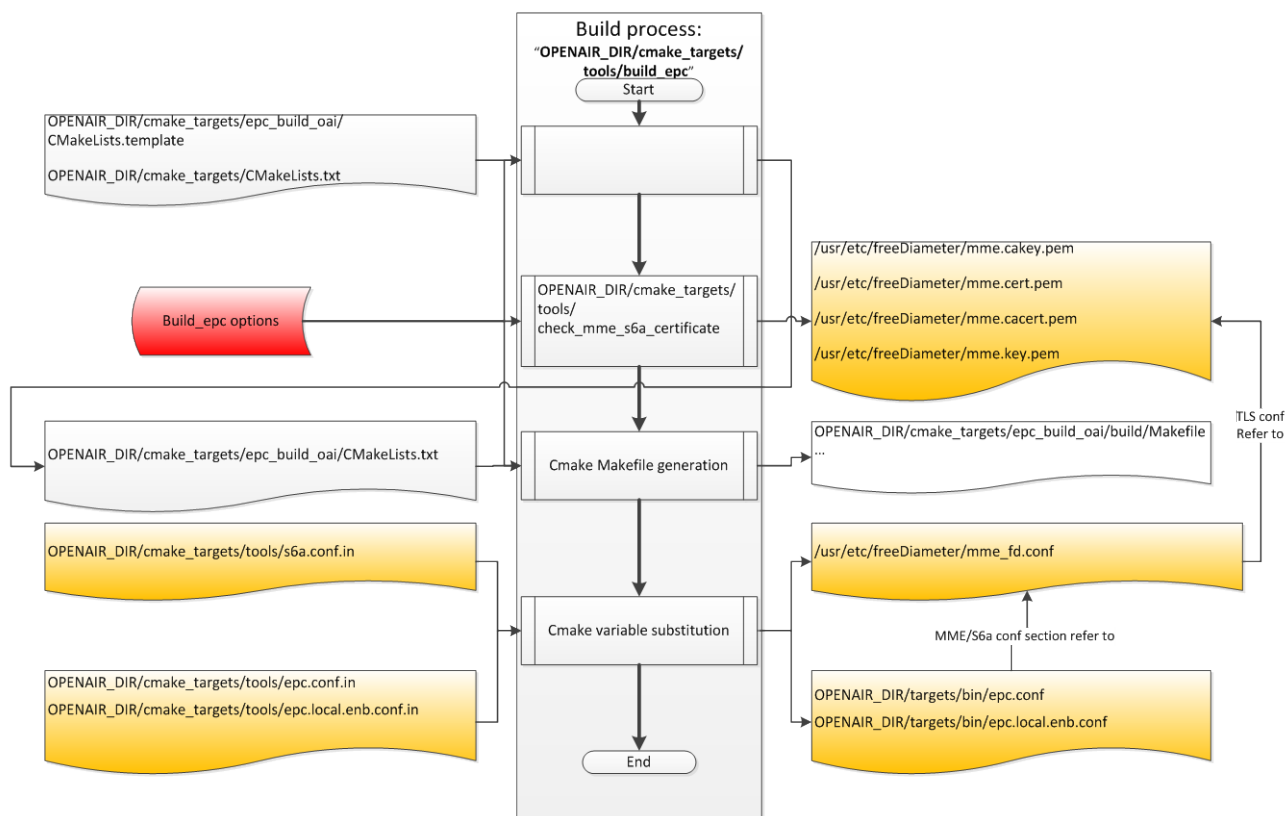 Build process:
“OPENAIR_DIR/cmake_targets/
tools/build_epc”
Start
OPENAIR_DIR/cmake_targets/epc_build_oai/
CMakeLists.template
OPENAIR_DIR/cmake_targets/CMakeLists.txt
Build_epc options
OPENAIR_DIR/cmake_targets/
tools/
check_mme_s6a_certificate
/usr/etc/freeDiameter/mme.cakey.pem
/usr/etc/freeDiameter/mme.cert.pem
/usr/etc/freeDiameter/mme.cacert.pem
/usr/etc/freeDiameter/mme.key.pem
TLS conf
Refer to
OPENAIR_DIR/cmake_targets/epc_build_oai/CMakeLists.txt
Cmake Makefile generation
OPENAIR_DIR/cmake_targets/epc_build_oai/build/Makefile
...
OPENAIR_DIR/cmake_targets/tools/s6a.conf.in
/usr/etc/freeDiameter/mme_fd.conf
Cmake variable substitution
MME/S6a conf section refer to
OPENAIR_DIR/cmake_targets/tools/epc.conf.in
OPENAIR_DIR/cmake_targets/tools/epc.local.enb.conf.in
OPENAIR_DIR/targets/bin/epc.conf
OPENAIR_DIR/targets/bin/epc.local.enb.conf
End